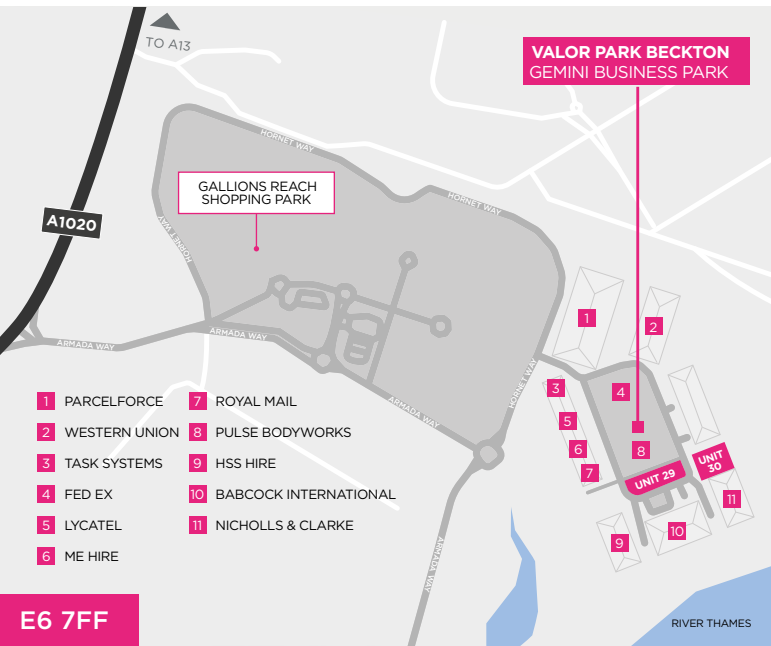 TO A13
VALOR PARK BECKTON
GEMINI BUSINESS PARK
HORNET WAY
GALLIONS REACH
SHOPPING PARK
HORNET WAY
A1020
HORNET WAY
ARMADA WAY
ARMADA WAY
HORNET WAY
ARMADA WAY
ARMADA WAY
1
2
3
4
5
6
7
8
UNIT 29
UNIT
30
9
10
11
1 PARCELFORCE
2 WESTERN UNION
3 TASK SYSTEMS
4 FED EX
5 LYCATEL
6 ME HIRE
7 ROYAL MAIL
8 PULSE BODYWORKS
9 HSS HIRE
10 BABCOCK INTERNATIONAL
11 NICHOLLS & CLARKE
E6 7FF
RIVER THAMES